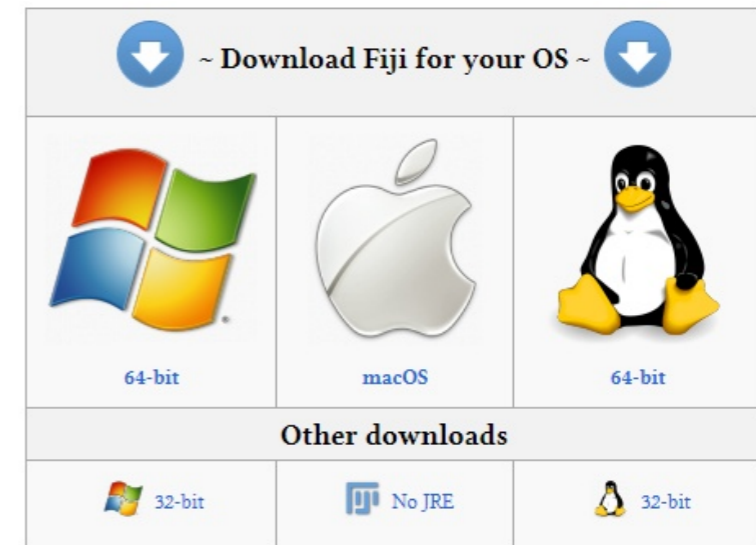 ~ Download Fiji for your OS ~
64-bit
macOS
64-bit
Other downloads
32-bit
No JRE
32-bit